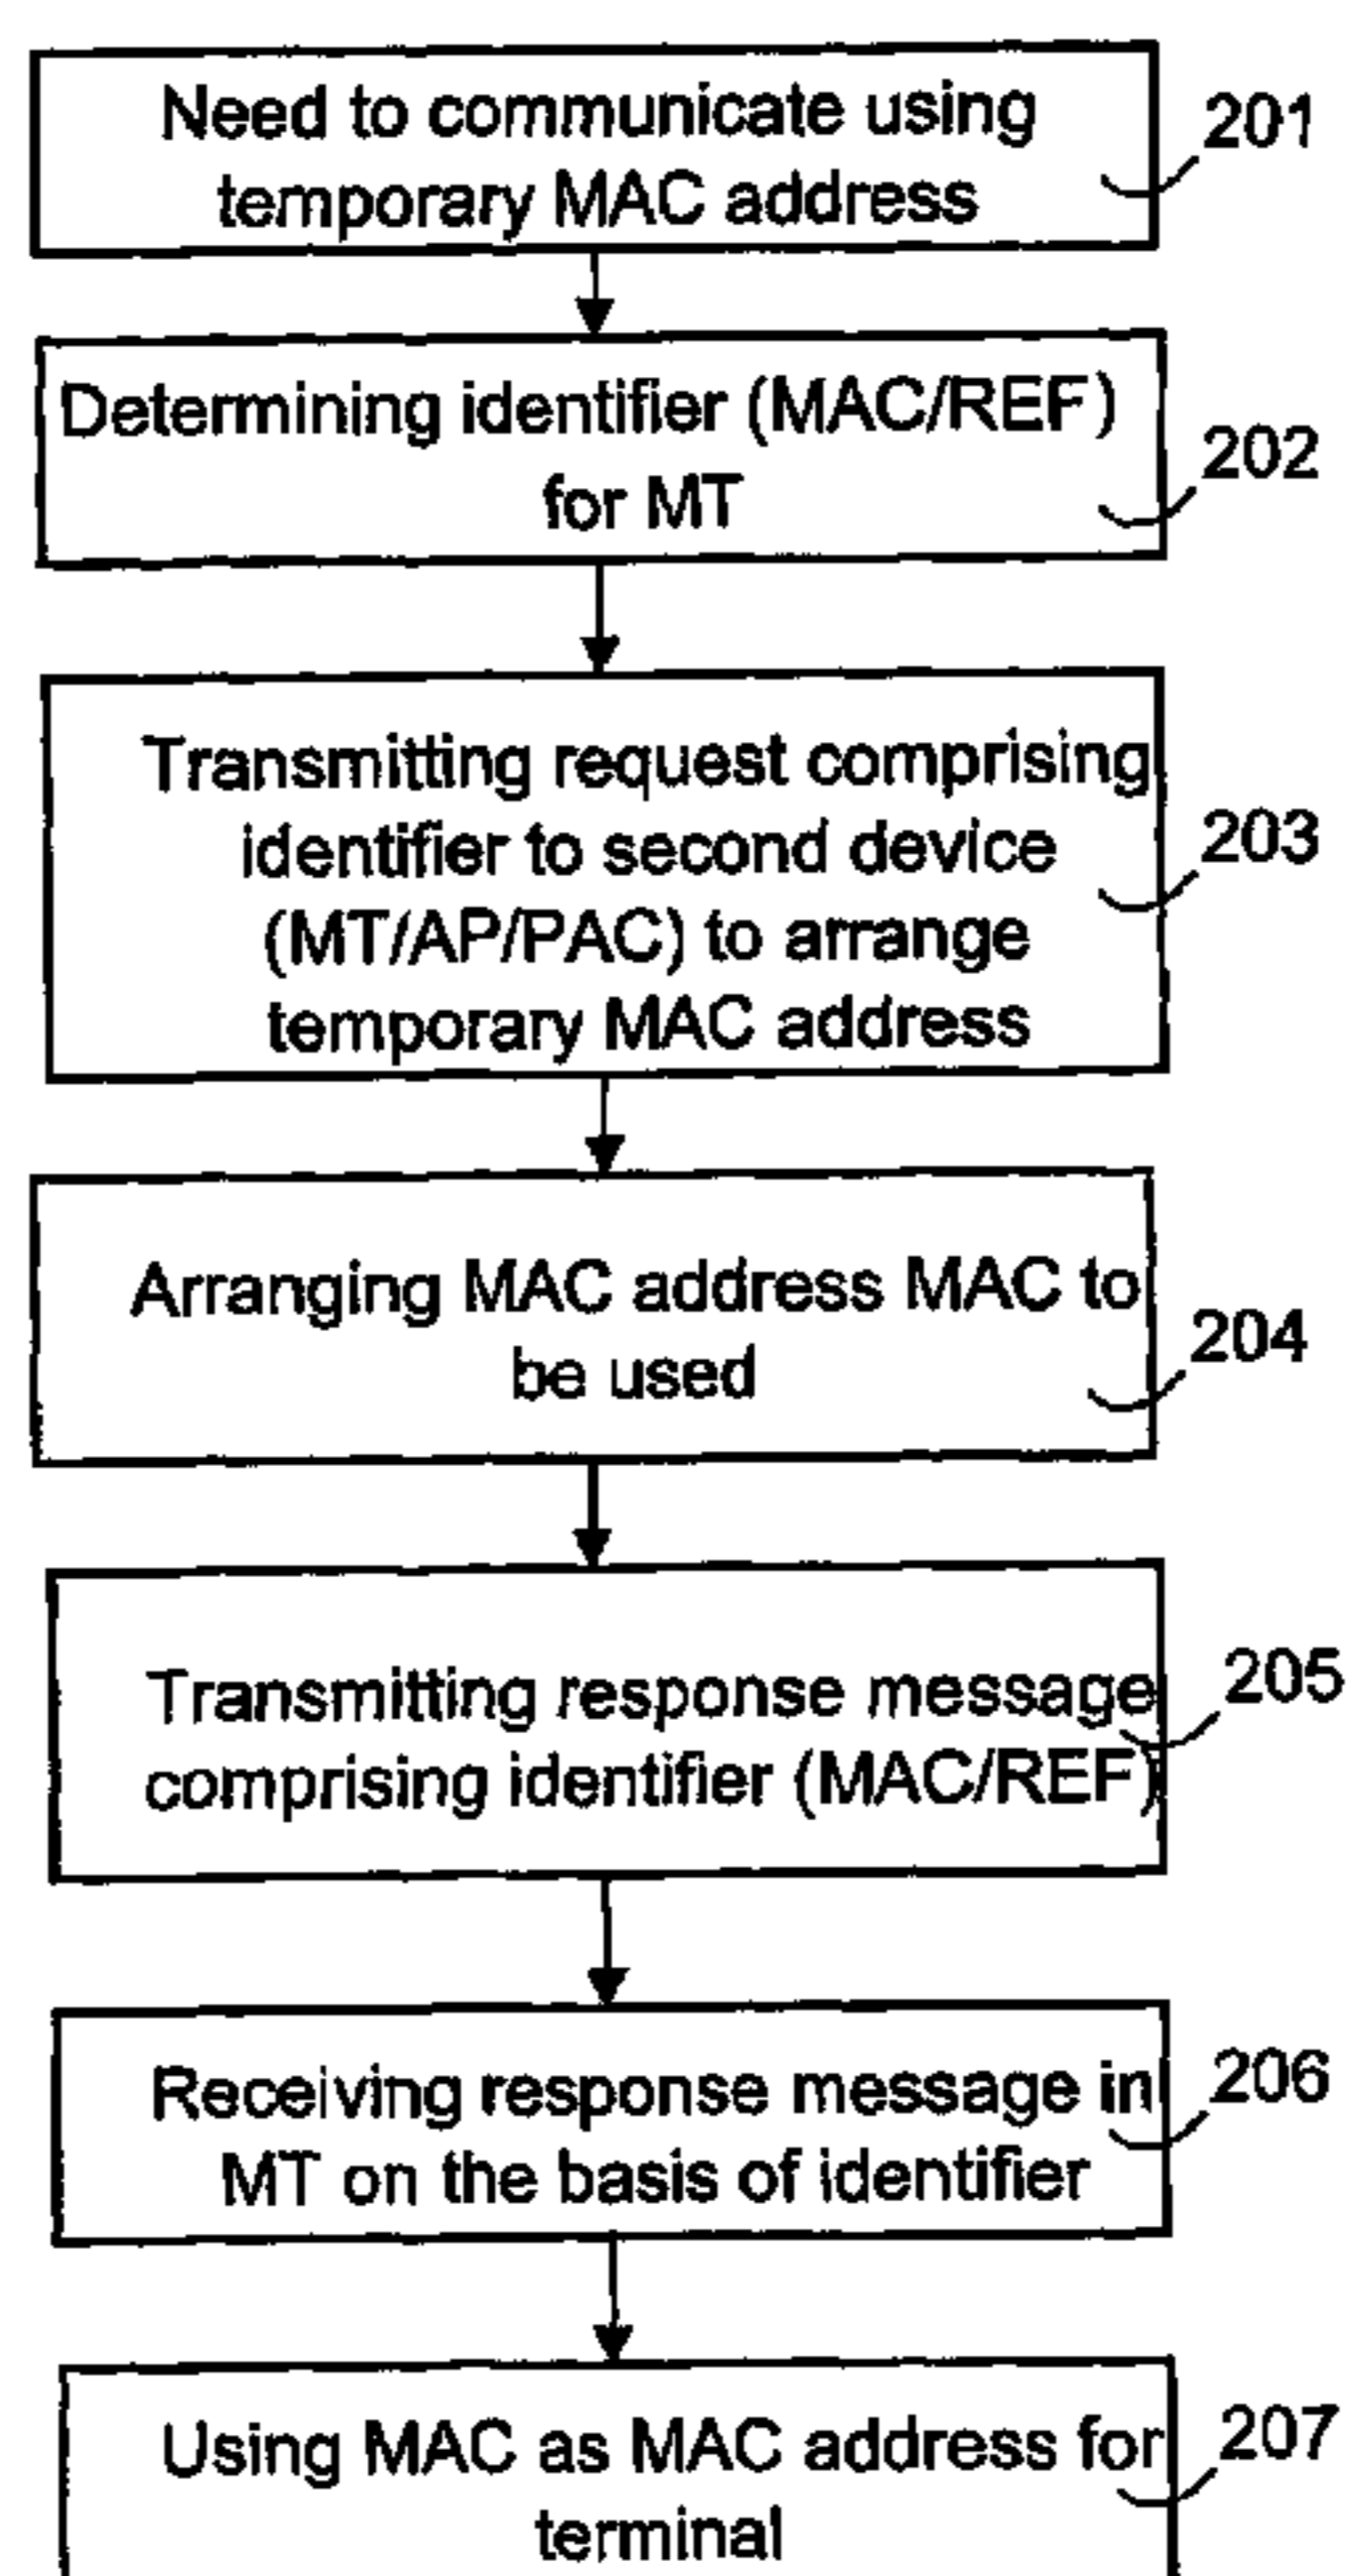 Need to communicate using
temporary MAC address
201
Determining identifier (MAC/REF)
for MT
202
Transmitting request comprising
identifier to second device
(MT/AP/PAC) to arrange
temporary MAC address
203
Arranging MAC address MAC to
be used
204
Transmitting response message
comprising identifier (MAC/REF)
205
Receiving response message in
MT on the basis of identifier
206
Using MAC as MAC address for
terminal
207